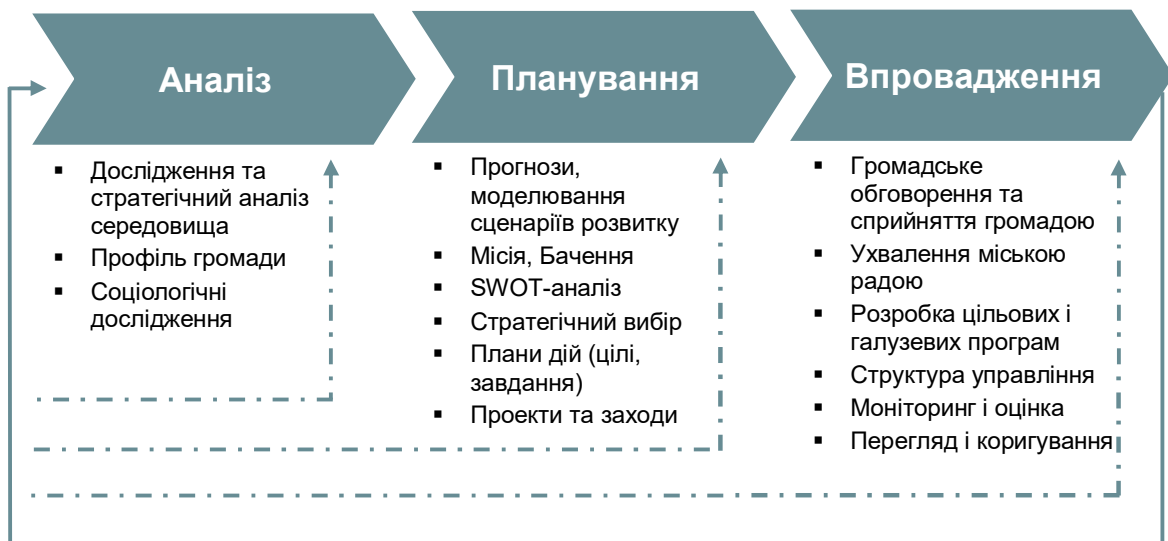 Аналіз
Дослідження та
стратегічний аналіз
середовища
Профіль громади
Соціологічні
дослідження
Планування
Прогнози,
моделювання
сценаріїв розвитку
Місія, Бачення
SWOT-аналіз
Стратегічний вибір
Плани дій (цілі,
завдання)
Проекти та заходи
Впровадження
Громадське
обговорення та
сприйняття громадою
Ухвалення міською
радою
Розробка цільових і
галузевих програм
Структура управління
Моніторинг і оцінка
Перегляд і коригування